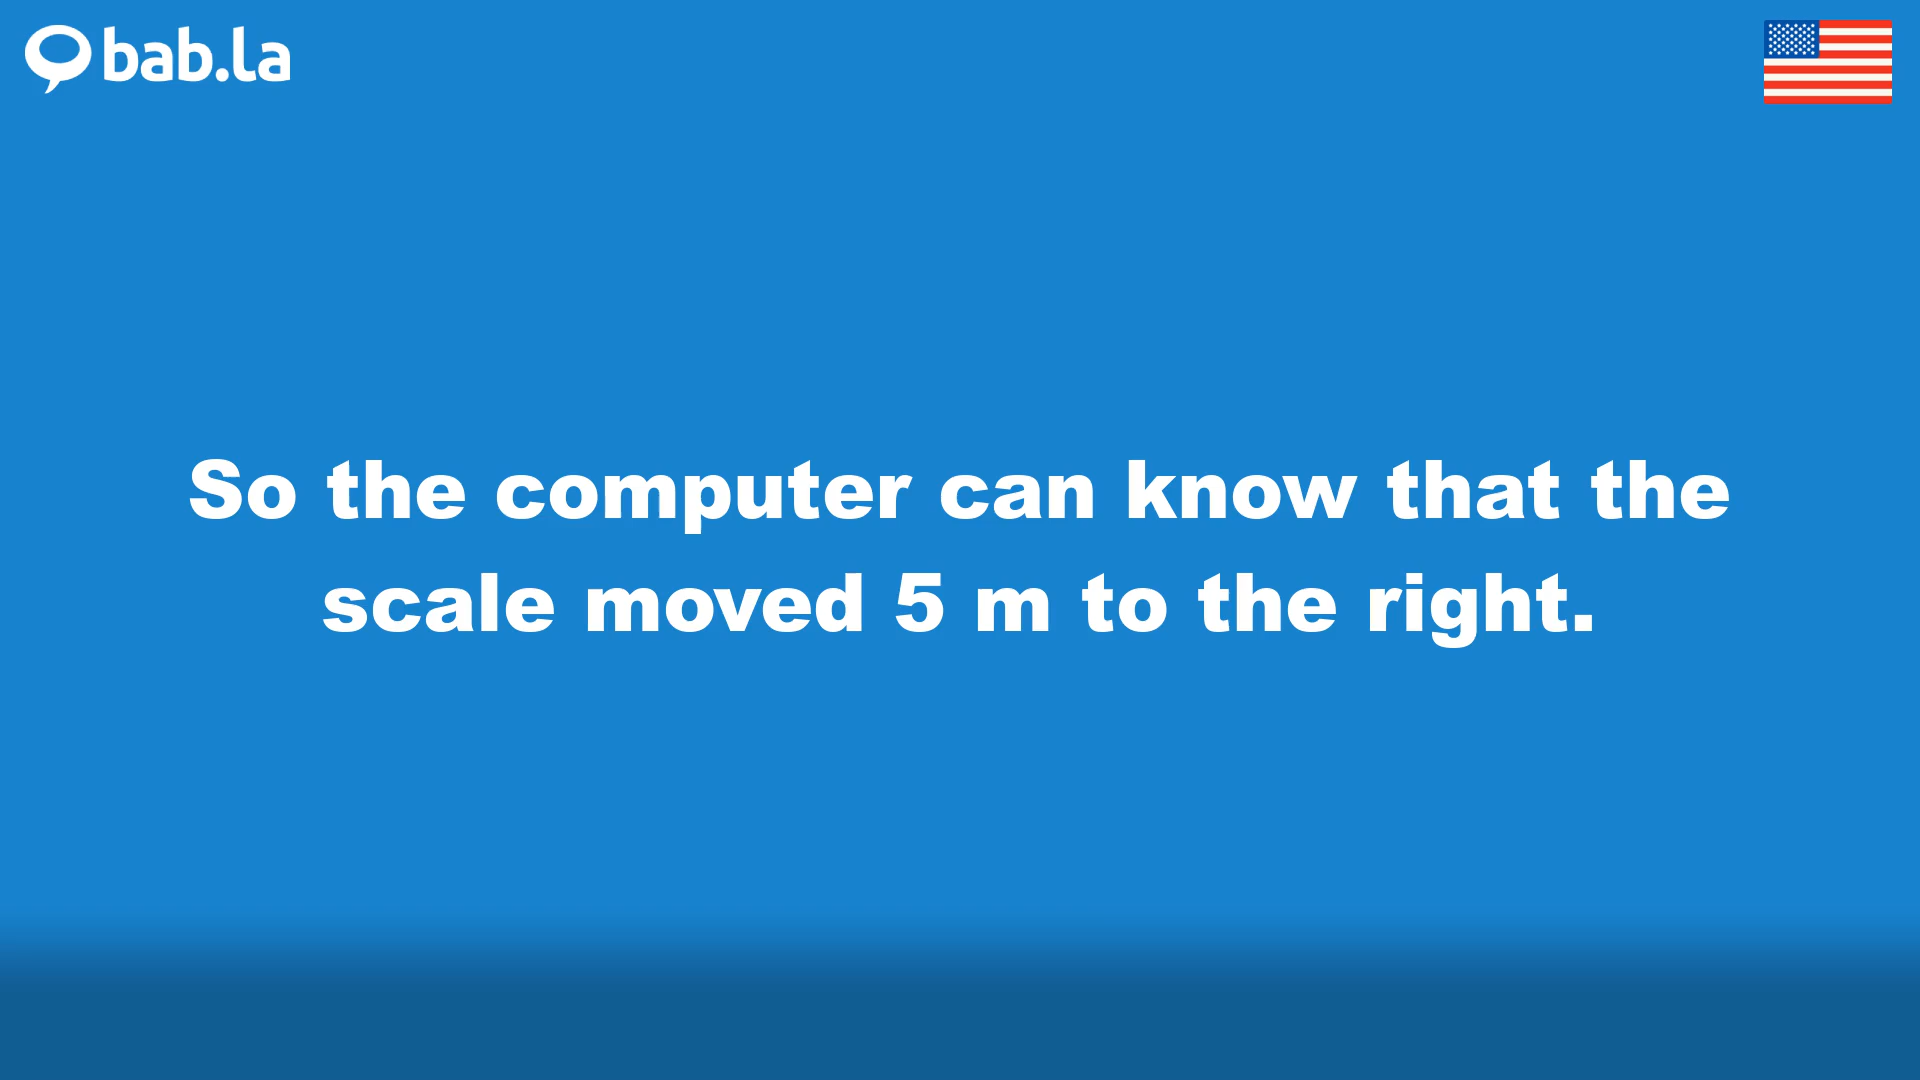 bab.la
So the computer can know that the
scale moved 5 m to the right.